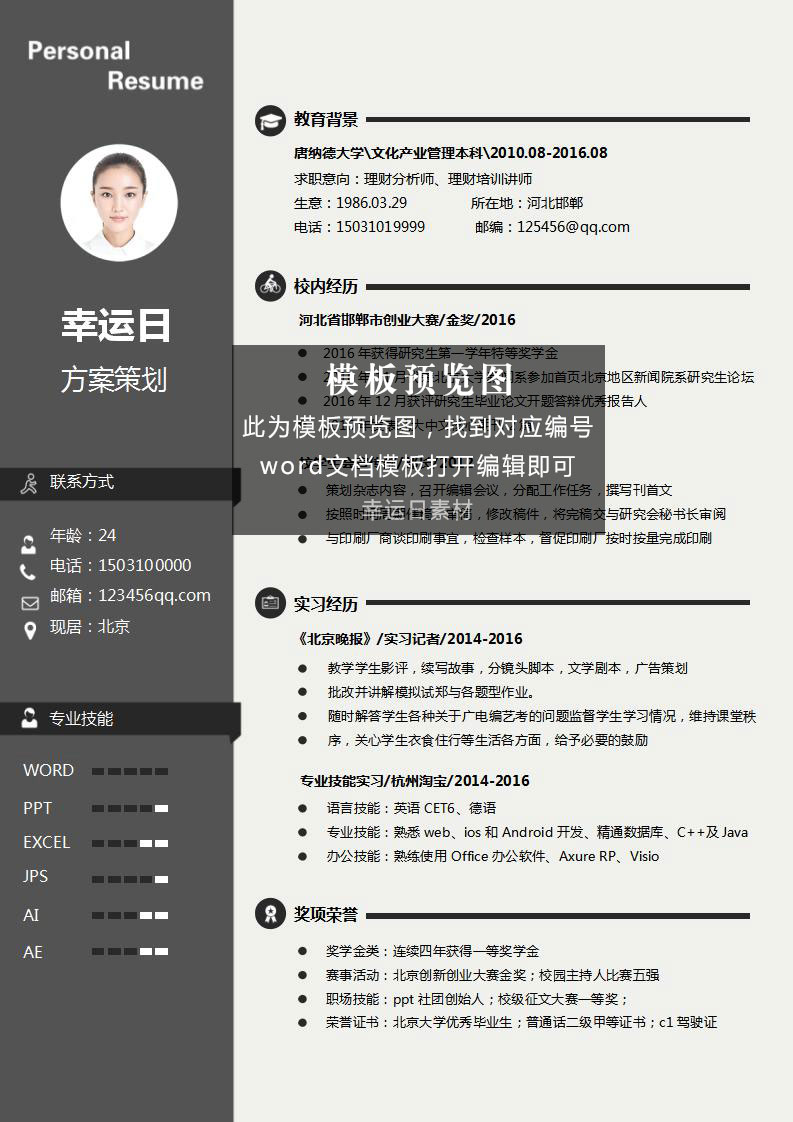 Personal
Resume
幸运日
方案策划
联系方式
年龄：24
电话：1503100000
邮箱：123456qq.com
现居：北京
专业技能
WORD
PPT
EXCEL
JPS
AI
AE
教育背景
唐纳德大学\文化产业管理本科\2010.08-2016.08
求职意向：理财分析师、理财培训讲师
生意：1986.03.29 所在地：河北邯郸
电话：15031019999 邮编：125456@qq.com
校内经历
河北省邯郸市创业大赛/金奖/2016
2016 年获得研究生第一学年特等奖学金
系参加首页北京地区新闻院系研究生论坛
2016 年 12 月获评研究生毕业论文开题答辩优秀报告人
模板预览图
此为模板预览图，找到对应编号
word文档模板打开编辑即可
幸运日素材
策划杂志内容，召开编辑会议，分配工作任务，撰写刊首文
按照时 修改稿件，将完稿交与研究会秘书长审阅
与印刷厂商谈印刷事宜，检查样本，督促印刷厂按时按量完成印刷
实习经历
《北京晚报》/实习记者/2014-2016
教学学生影评，续写故事，分镜头脚本，文学剧本，广告策划
批改并讲解模拟试郑与各题型作业。
随时解答学生各种关于广电编艺考的问题监督学生学习情况，维持课堂秩
序，关心学生衣食住行等生活各方面，给予必要的鼓励
专业技能实习/杭州淘宝/2014-2016
语言技能：英语 CET6、德语
专业技能：熟悉 web、ios 和 Android 开发、精通数据库、C++及 Java
办公技能：熟练使用 Office 办公软件、Axure RP、Visio
奖项荣誉
奖学金类：连续四年获得一等奖学金
赛事活动：北京创新创业大赛金奖；校园主持人比赛五强
职场技能：ppt 社团创始人；校级征文大赛一等奖；
荣誉证书：北京大学优秀毕业生；普通话二级甲等证书；c1 驾驶证